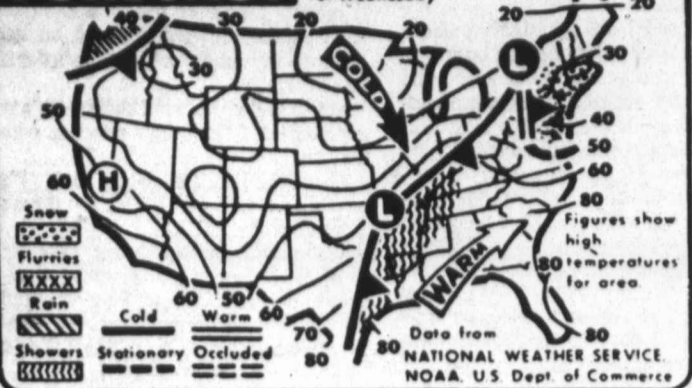 40 30 20 20 20 20
30
30
COLD
L
50
40
50
60
60
H
L
80
Snow
Figures show
high
80 temperatures
for area.
Flurries
XXXX
WARM
Rain
60 50 60
Cold Warm
70
80
80
80
Data from
Showers Stationary Occluded
NATIONAL WEATHER SERVICE,
NOAA, U.S. Dept. of Commerce